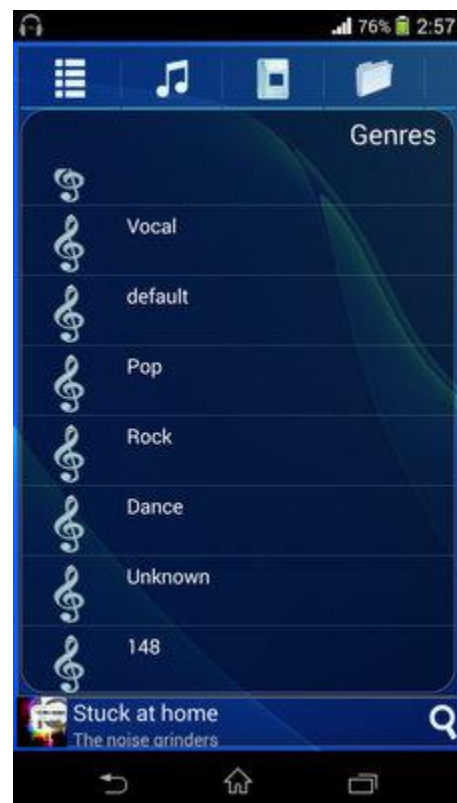 76% 2:57
Genres
Vocal
default
Pop
Rock
Dance
Unknown
148
Stuck at home
The noise grinders